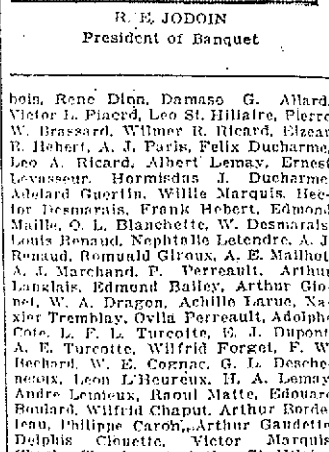 R. E. JODOIN
President of Banquet
bois, Rene Dion, Damase G. Allard,
Victor L. Picard, Leo St. Hillaire, Pierre
W. Brassard, Wilmer R. Ricard, Elzear
R. Hebert, A. J. Paris, Felix Ducharme,
Leo A. Ricard, Albert Lemay, Ernest
Levasseur, Hormisdas J. Ducharme,
Adelard Guertin, Willie Marquis, Hec-
tor Desmarais, Frank Hebert, Edmond
Maille, O. L. Blanchette, W. Desmarais,
Louis Renaud, Nephtalie Letendre, A. J.
Renaud, Romuald Giroux, A. E. Mailhot,
A. J. Marchand, P. Perreault, Arthur
Langlais, Edmund Bailey, Arthur Gio-
net, W. A. Dragon, Achille Larue, Xa-
xier Tremblay, Ovila Perreault, Adolphe
Cote, L. F. L. Turcotte, E. J. Dupont,
A. E. Turcotte, Wilfrid Forget, F. W.
Bechard, W. E. Cognac, G. L. Desche-
neaux, Leon L'Heureux, H. A. Lemay,
Andre Lemieux, Raoul Matte, Edouard
Boulard, Wilfrid Chaput, Arthur Borde-
leau, Philippe Caron, Arthur Gaudette,
Delphis Clouette, Victor Marquis